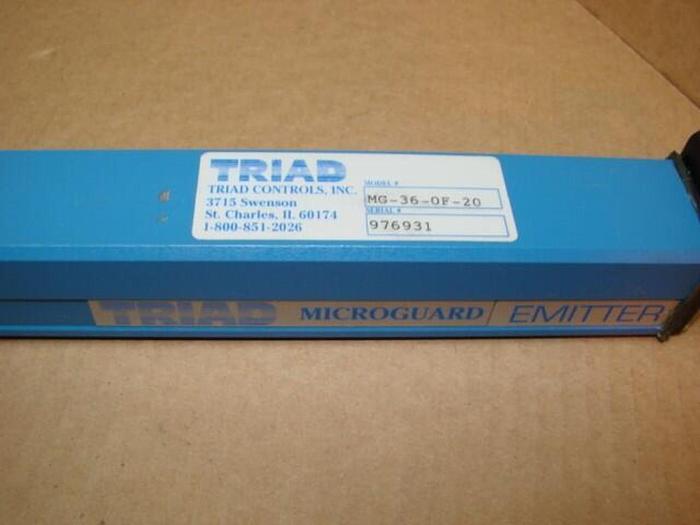 TRIAD
TRIAD CONTROLS, INC.
3715 Swenson
St. Charles, IL 60174
1-800-851-2026
MODEL #
MG-36-0F-20
SERIAL #
976931
TRIAD MICROGUARD EMITTER